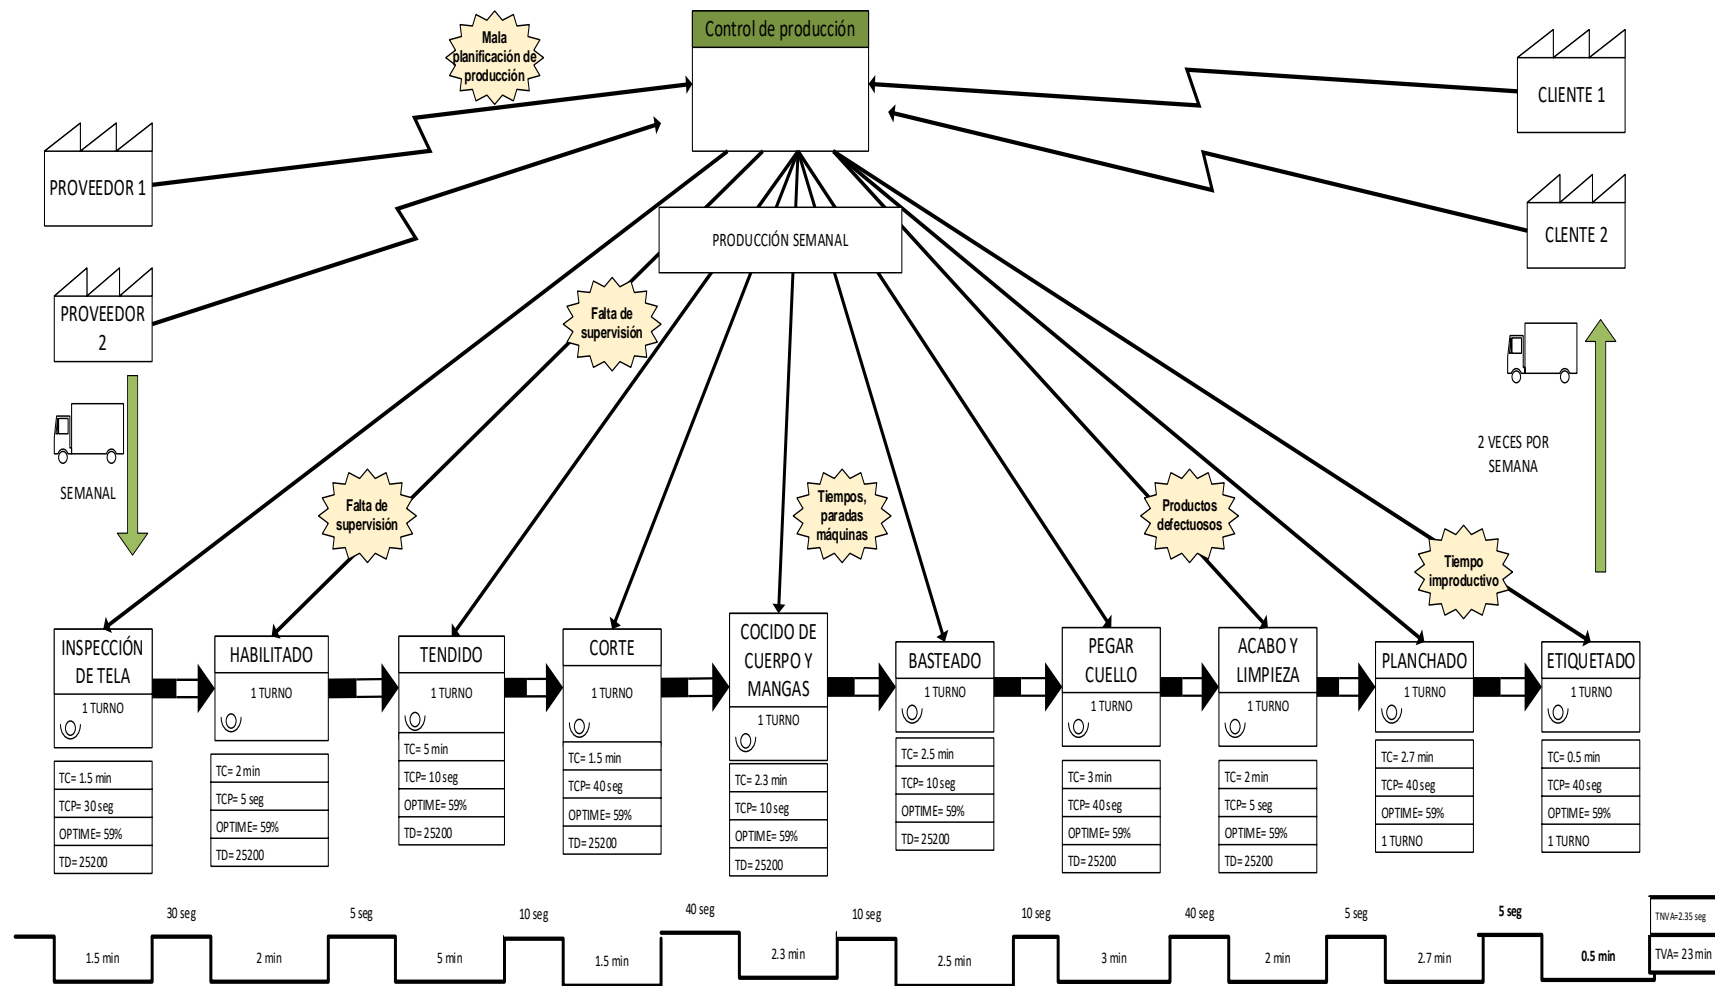 Mala
planificación de
producción
Control de producción
CLIENTE 1
PROVEEDOR 1
CLENTE 2
PRODUCCIÓN SEMANAL
PROVEEDOR
2
Falta de
supervisión
SEMANAL
2 VECES POR
SEMANA
Falta de
supervisión
Tiempos,
paradas
máquinas
Productos
defectuosos
Tiempo
improductivo
INSPECCIÓN
DE TELA
1 TURNO
TC= 1.5 min
TCP= 30 seg
OPTIME= 59%
TD= 25200
HABILITADO
1 TURNO
TC= 2 min
TCP= 5 seg
OPTIME= 59%
TD= 25200
TENDIDO
1 TURNO
TC= 5 min
TCP= 10 seg
OPTIME= 59%
TD= 25200
CORTE
1 TURNO
TC= 1.5 min
TCP= 40 seg
OPTIME= 59%
TD= 25200
COCIDO DE
CUERPO Y
MANGAS
1 TURNO
TC= 2.3 min
TCP= 10 seg
OPTIME= 59%
TD= 25200
BASTEADO
1 TURNO
TC= 2.5 min
TCP= 10 seg
OPTIME= 59%
TD= 25200
PEGAR
CUELLO
1 TURNO
TC= 3 min
TCP= 40 seg
OPTIME= 59%
TD= 25200
ACABO Y
LIMPIEZA
1 TURNO
TC= 2 min
TCP= 5 seg
OPTIME= 59%
TD= 25200
PLANCHADO
1 TURNO
TC= 2.7 min
TCP= 40 seg
OPTIME= 59%
1 TURNO
ETIQUETADO
1 TURNO
TC= 0.5 min
TCP= 40 seg
OPTIME= 59%
1 TURNO
30 seg
5 seg
10 seg
40 seg
10 seg
10 seg
40 seg
5 seg
5 seg
TNVA=2.35 seg
1.5 min
2 min
5 min
1.5 min
2.3 min
2.5 min
3 min
2 min
2.7 min
0.5 min
TVA= 23 min